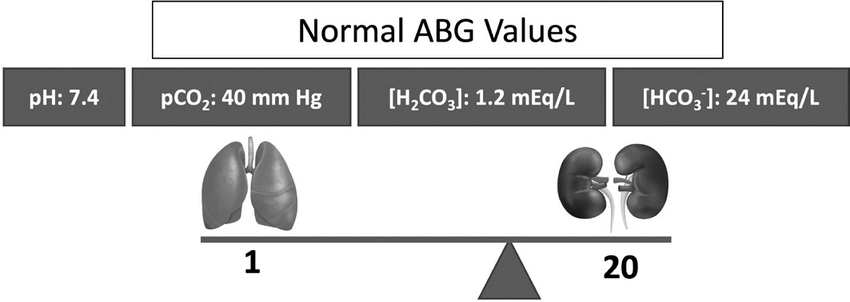 Normal ABG Values
pH: 7.4
pCO₂: 40 mm Hg
[H₂CO₃]: 1.2 mEq/L
[HCO₃⁻]: 24 mEq/L
1
20